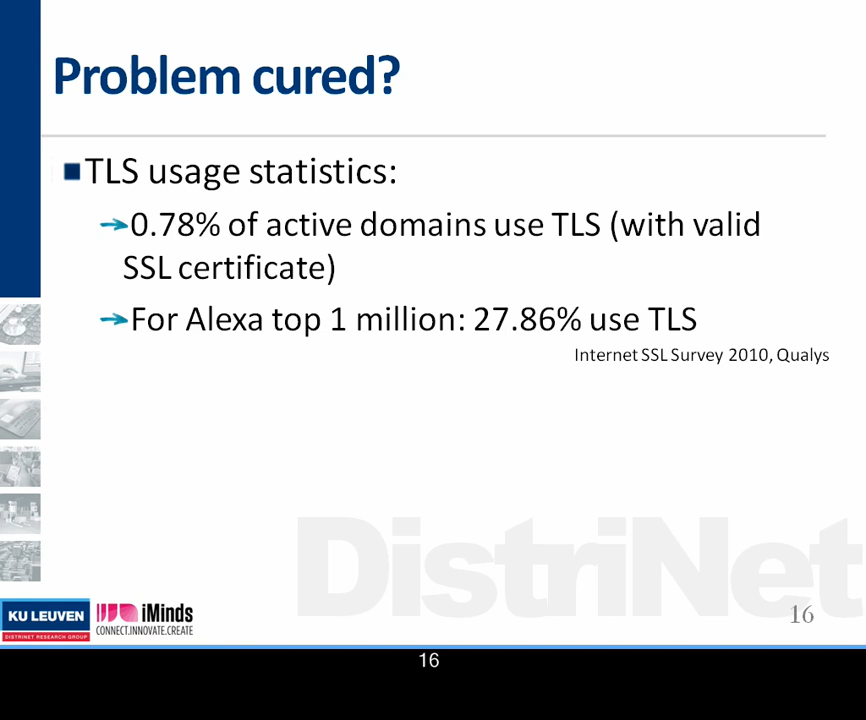 Problem cured?
TLS usage statistics:
0.78% of active domains use TLS (with valid
SSL certificate)
For Alexa top 1 million: 27.86% use TLS
Internet SSL Survey 2010, Qualys
DistriNet
KU LEUVEN
DISTRINET RESEARCH GROUP
iMinds
CONNECT.INNOVATE.CREATE
16
16